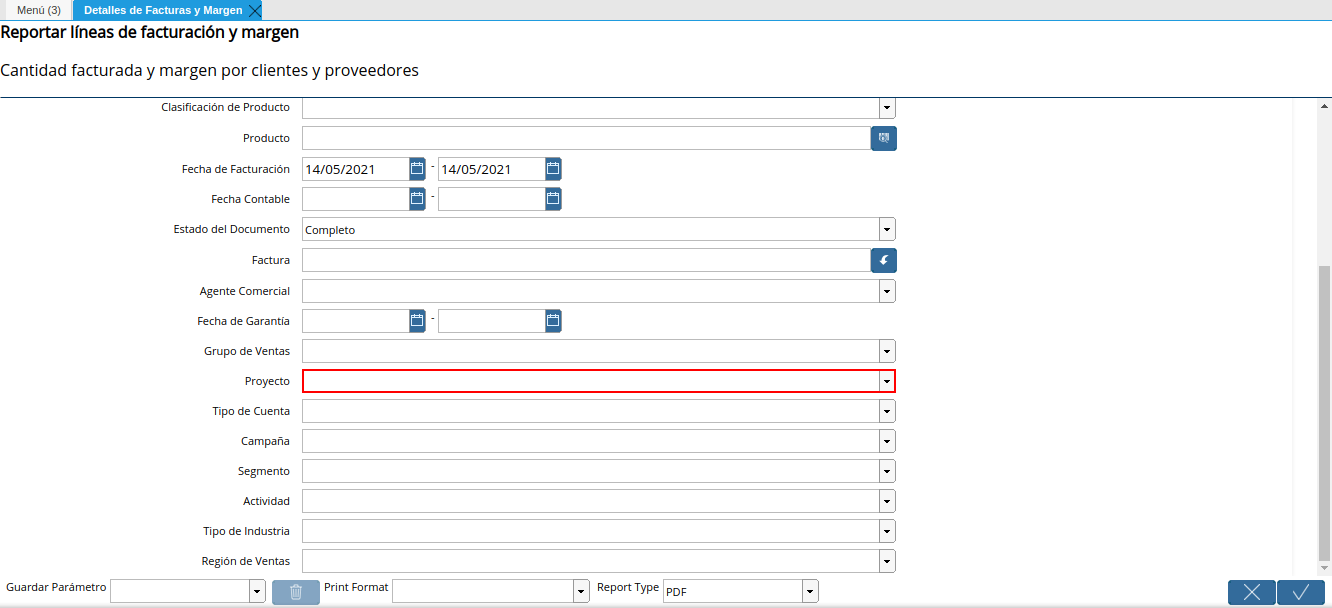 Menú (3)
Detalles de Facturas y Margen
Reportar líneas de facturación y margen
Cantidad facturada y margen por clientes y proveedores
Clasificación de Producto
Producto
Fecha de Facturación 14/05/2021 - 14/05/2021
Fecha Contable -
Estado del Documento Completo
Factura
Agente Comercial
Fecha de Garantía -
Grupo de Ventas
Proyecto
Tipo de Cuenta
Campaña
Segmento
Actividad
Tipo de Industria
Región de Ventas
Guardar Parámetro Print Format Report Type PDF